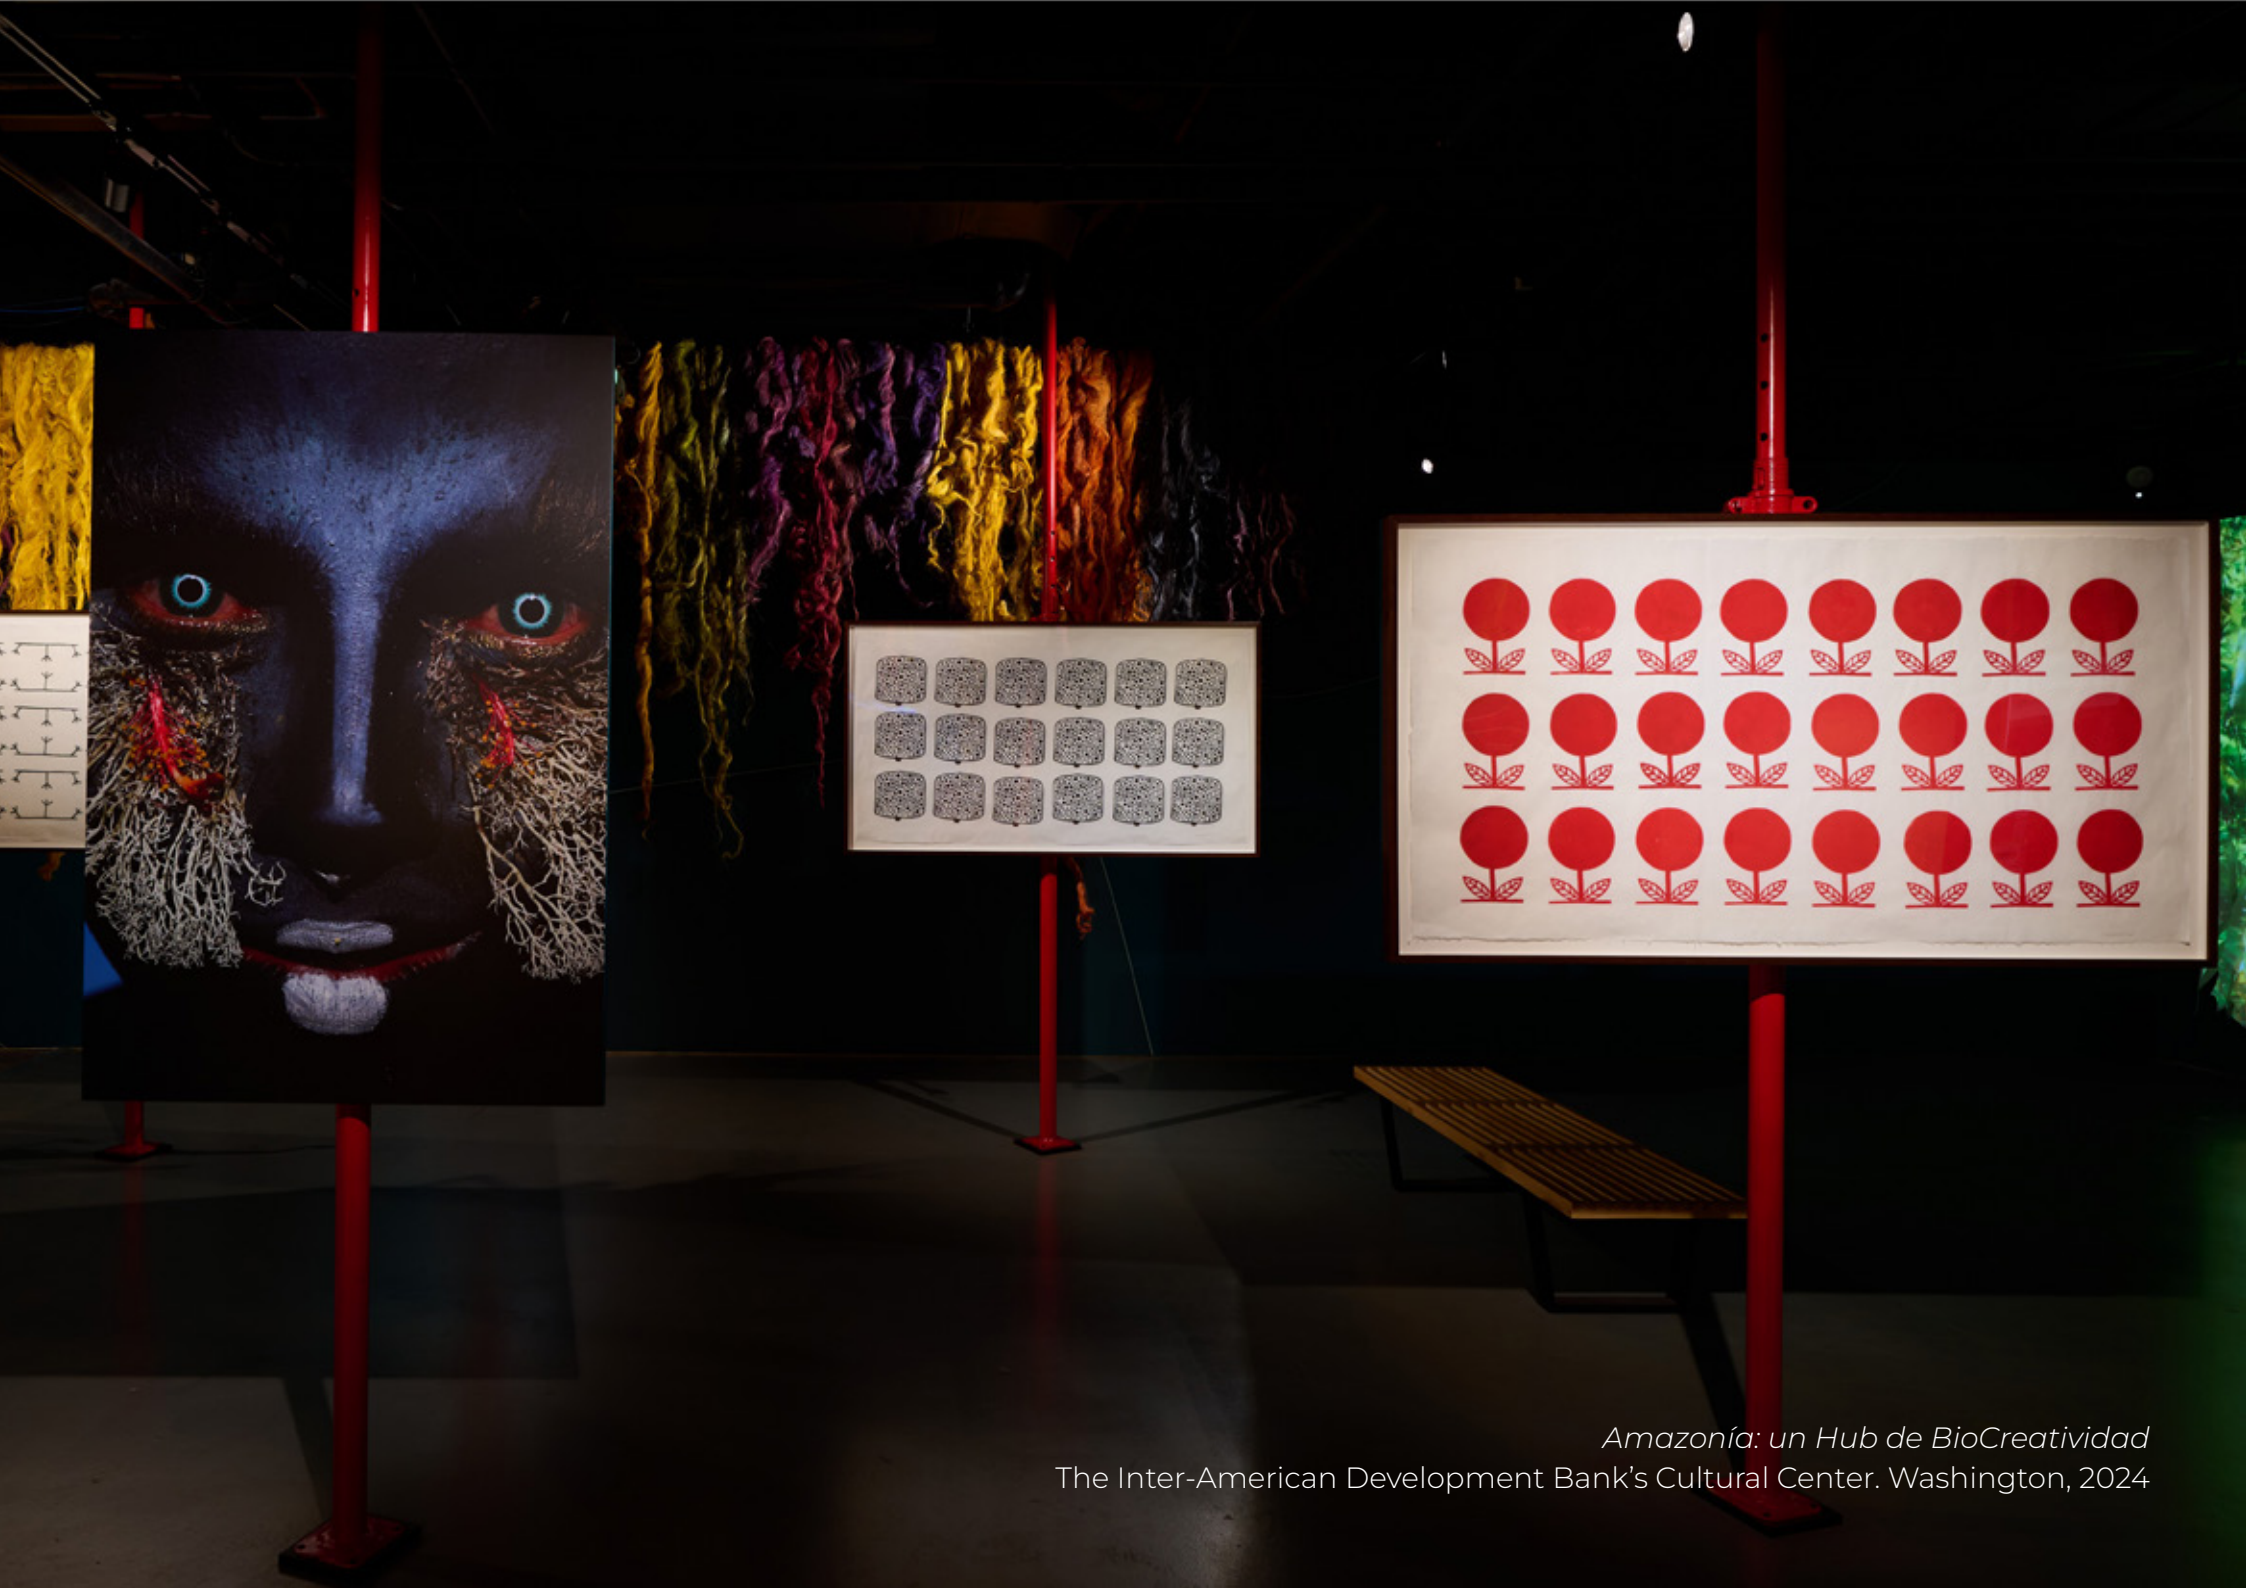 Amazonía: un Hub de BioCreatividad
The Inter-American Development Bank’s Cultural Center. Washington, 2024